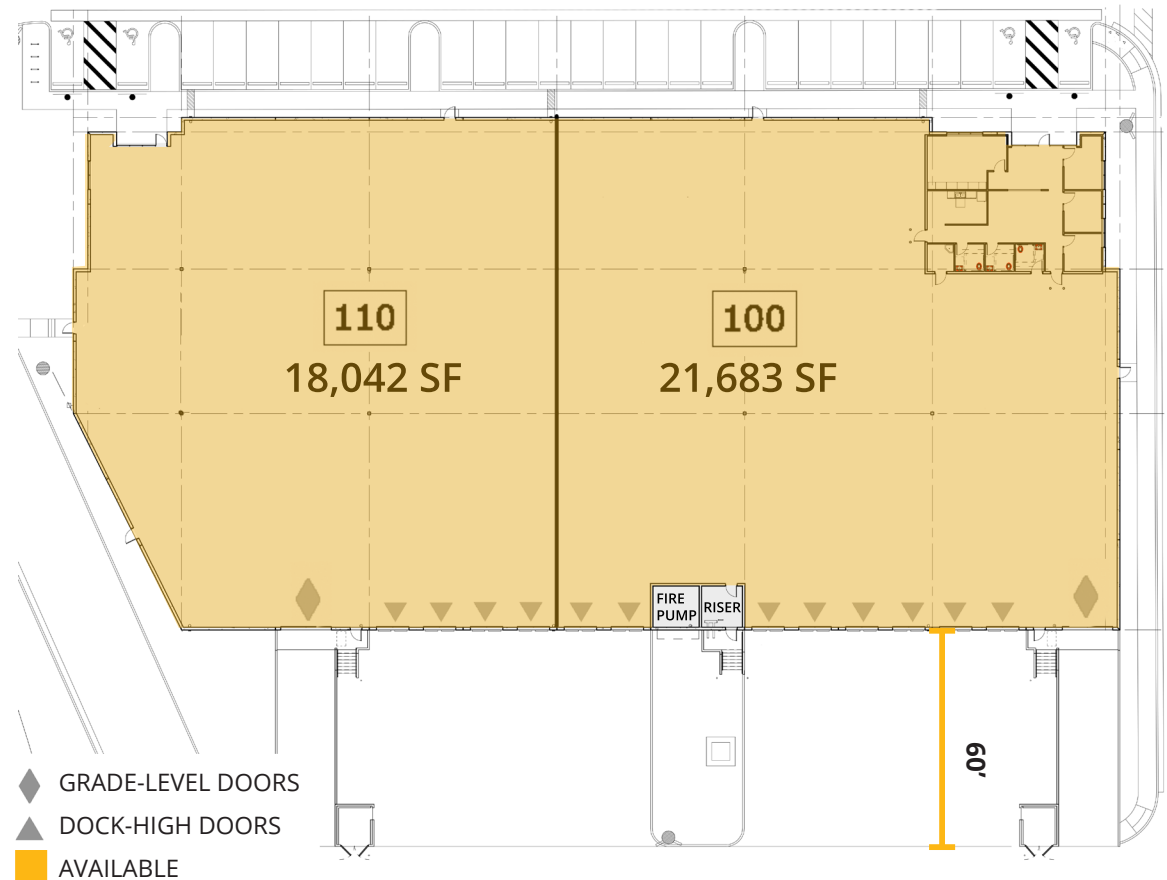 110
18,042 SF
100
21,683 SF
FIRE
PUMP
RISER
60'
GRADE-LEVEL DOORS
DOCK-HIGH DOORS
AVAILABLE